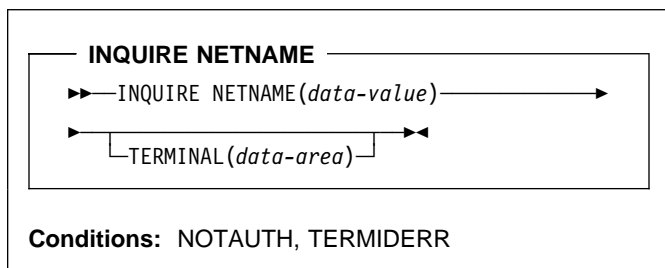 INQUIRE NETNAME
INQUIRE NETNAME(data-value)
TERMINAL(data-area)
Conditions: NOTAUTH, TERMIDERR